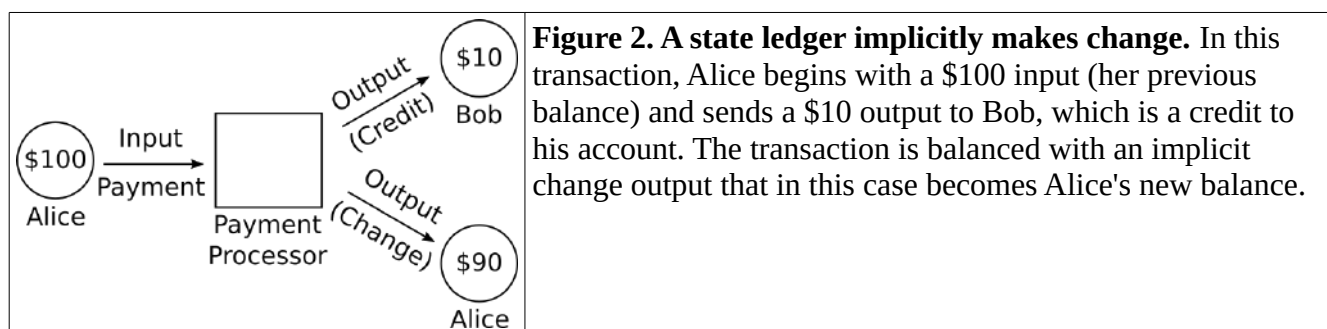 $100
Alice
Input
Payment
Payment
Processor
Output
(Credit)
$10
Bob
Output
(Change)
$90
Alice
Figure 2. A state ledger implicitly makes change. In this
transaction, Alice begins with a $100 input (her previous
balance) and sends a $10 output to Bob, which is a credit to
his account. The transaction is balanced with an implicit
change output that in this case becomes Alice's new balance.